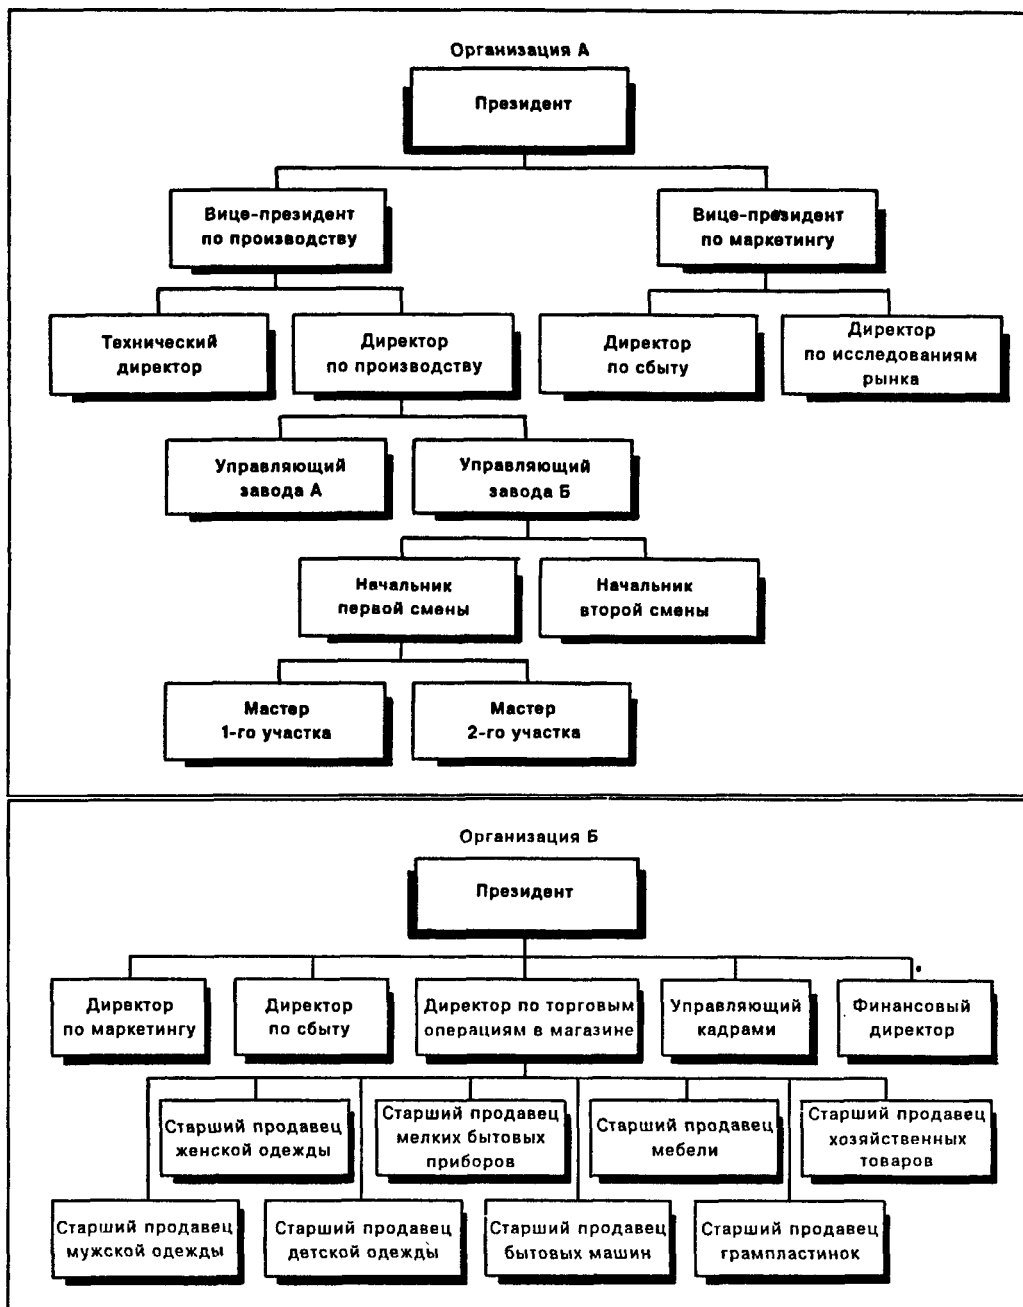 Организация А
Президент
Вице-президент
по производству
Вице-президент
по маркетингу
Технический
директор
Директор
по производству
Директор
по сбыту
Директор
по исследованиям
рынка
Управляющий
завода А
Управляющий
завода Б
Начальник
первой смены
Начальник
второй смены
Мастер
1-го участка
Мастер
2-го участка
Организация Б
Президент
Директор
по маркетингу
Директор
по сбыту
Директор по торговым
операциям в магазине
Управляющий
кадрами
Финансовый
директор
Старший продавец
женской одежды
Старший продавец
мелких бытовых
приборов
Старший продавец
мебели
Старший продавец
хозяйственных
товаров
Старший продавец
мужской одежды
Старший продавец
детской одежды
Старший продавец
бытовых машин
Старший продавец
грампластинок